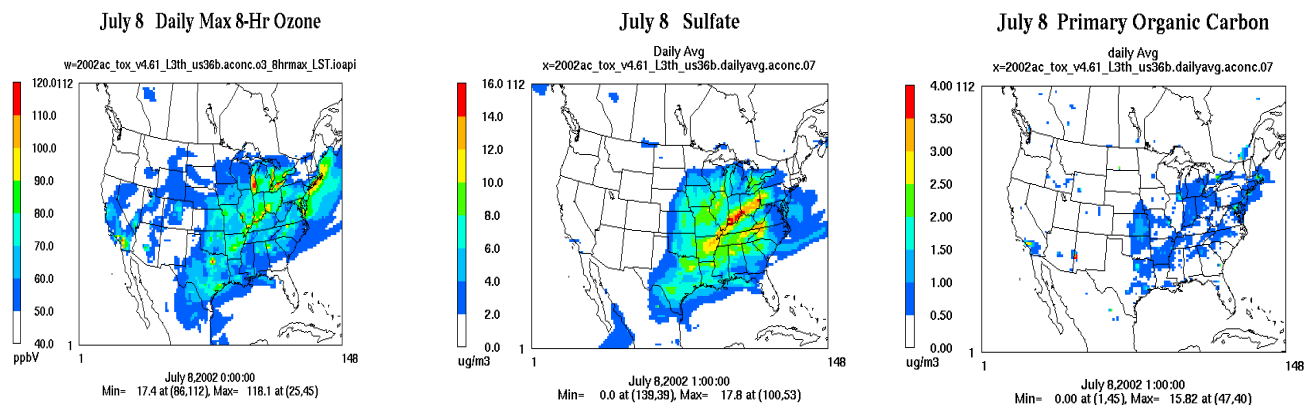 July 8 Daily Max 8-Hr Ozone
w=2002ac_tox_v4.61_L3th_us36b.aconc.o3_8hrmax_LST.ioapi
120.0
110.0
100.0
90.0
80.0
70.0
60.0
50.0
40.0
ppbV
112
1
1
148
July 8,2002 0:00:00
Min= 17.4 at (86,112), Max= 118.1 at (25,45)
July 8 Sulfate
Daily Avg
x=2002ac_tox_v4.61_L3th_us36b.dailyavg.aconc.07
16.0
14.0
12.0
10.0
8.0
6.0
4.0
2.0
0.0
ug/m3
112
1
1
148
July 8,2002 1:00:00
Min= 0.0 at (139,39), Max= 17.8 at (100,53)
July 8 Primary Organic Carbon
daily Avg
x=2002ac_tox_v4.61_L3th_us36b.dailyavg.aconc.07
4.00
3.50
3.00
2.50
2.00
1.50
1.00
0.50
0.00
ug/m3
112
1
1
148
July 8,2002 1:00:00
Min= 0.00 at (1,45), Max= 15.82 at (47,40)